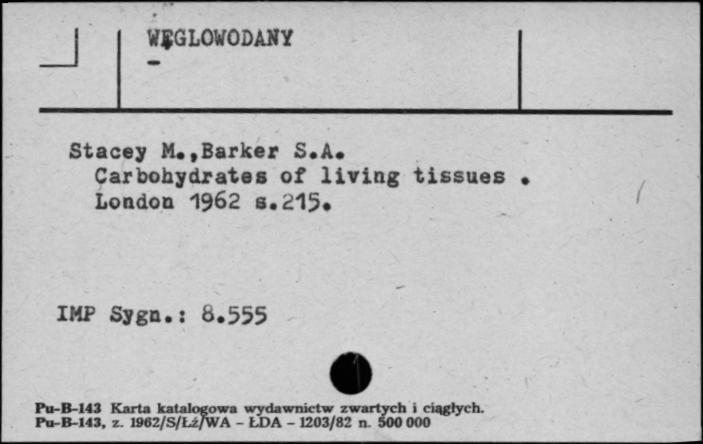 WĘGLOWODANY
-
Stacey M.,Barker S.A.
Carbohydrates of living tissues .
London 1962 s.215.
IMP Sygn.: 8.555
Pu-B-143 Karta katalogowa wydawnictw zwartych i ciągłych.
Pu-B-143, z. 1962/S/Łż/WA - ŁDA - 1203/82 n. 500 000